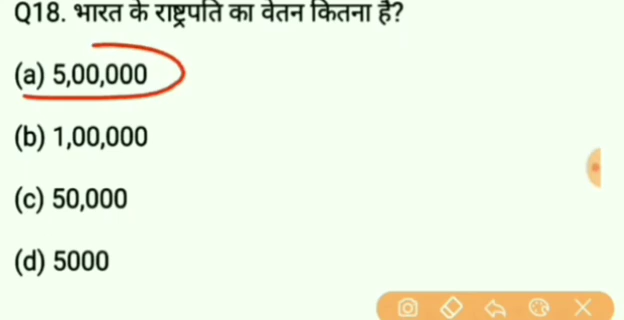 Q18. भारत के राष्ट्रपति का वेतन कितना है?
(a) 5,00,000
(b) 1,00,000
(c) 50,000
(d) 5000